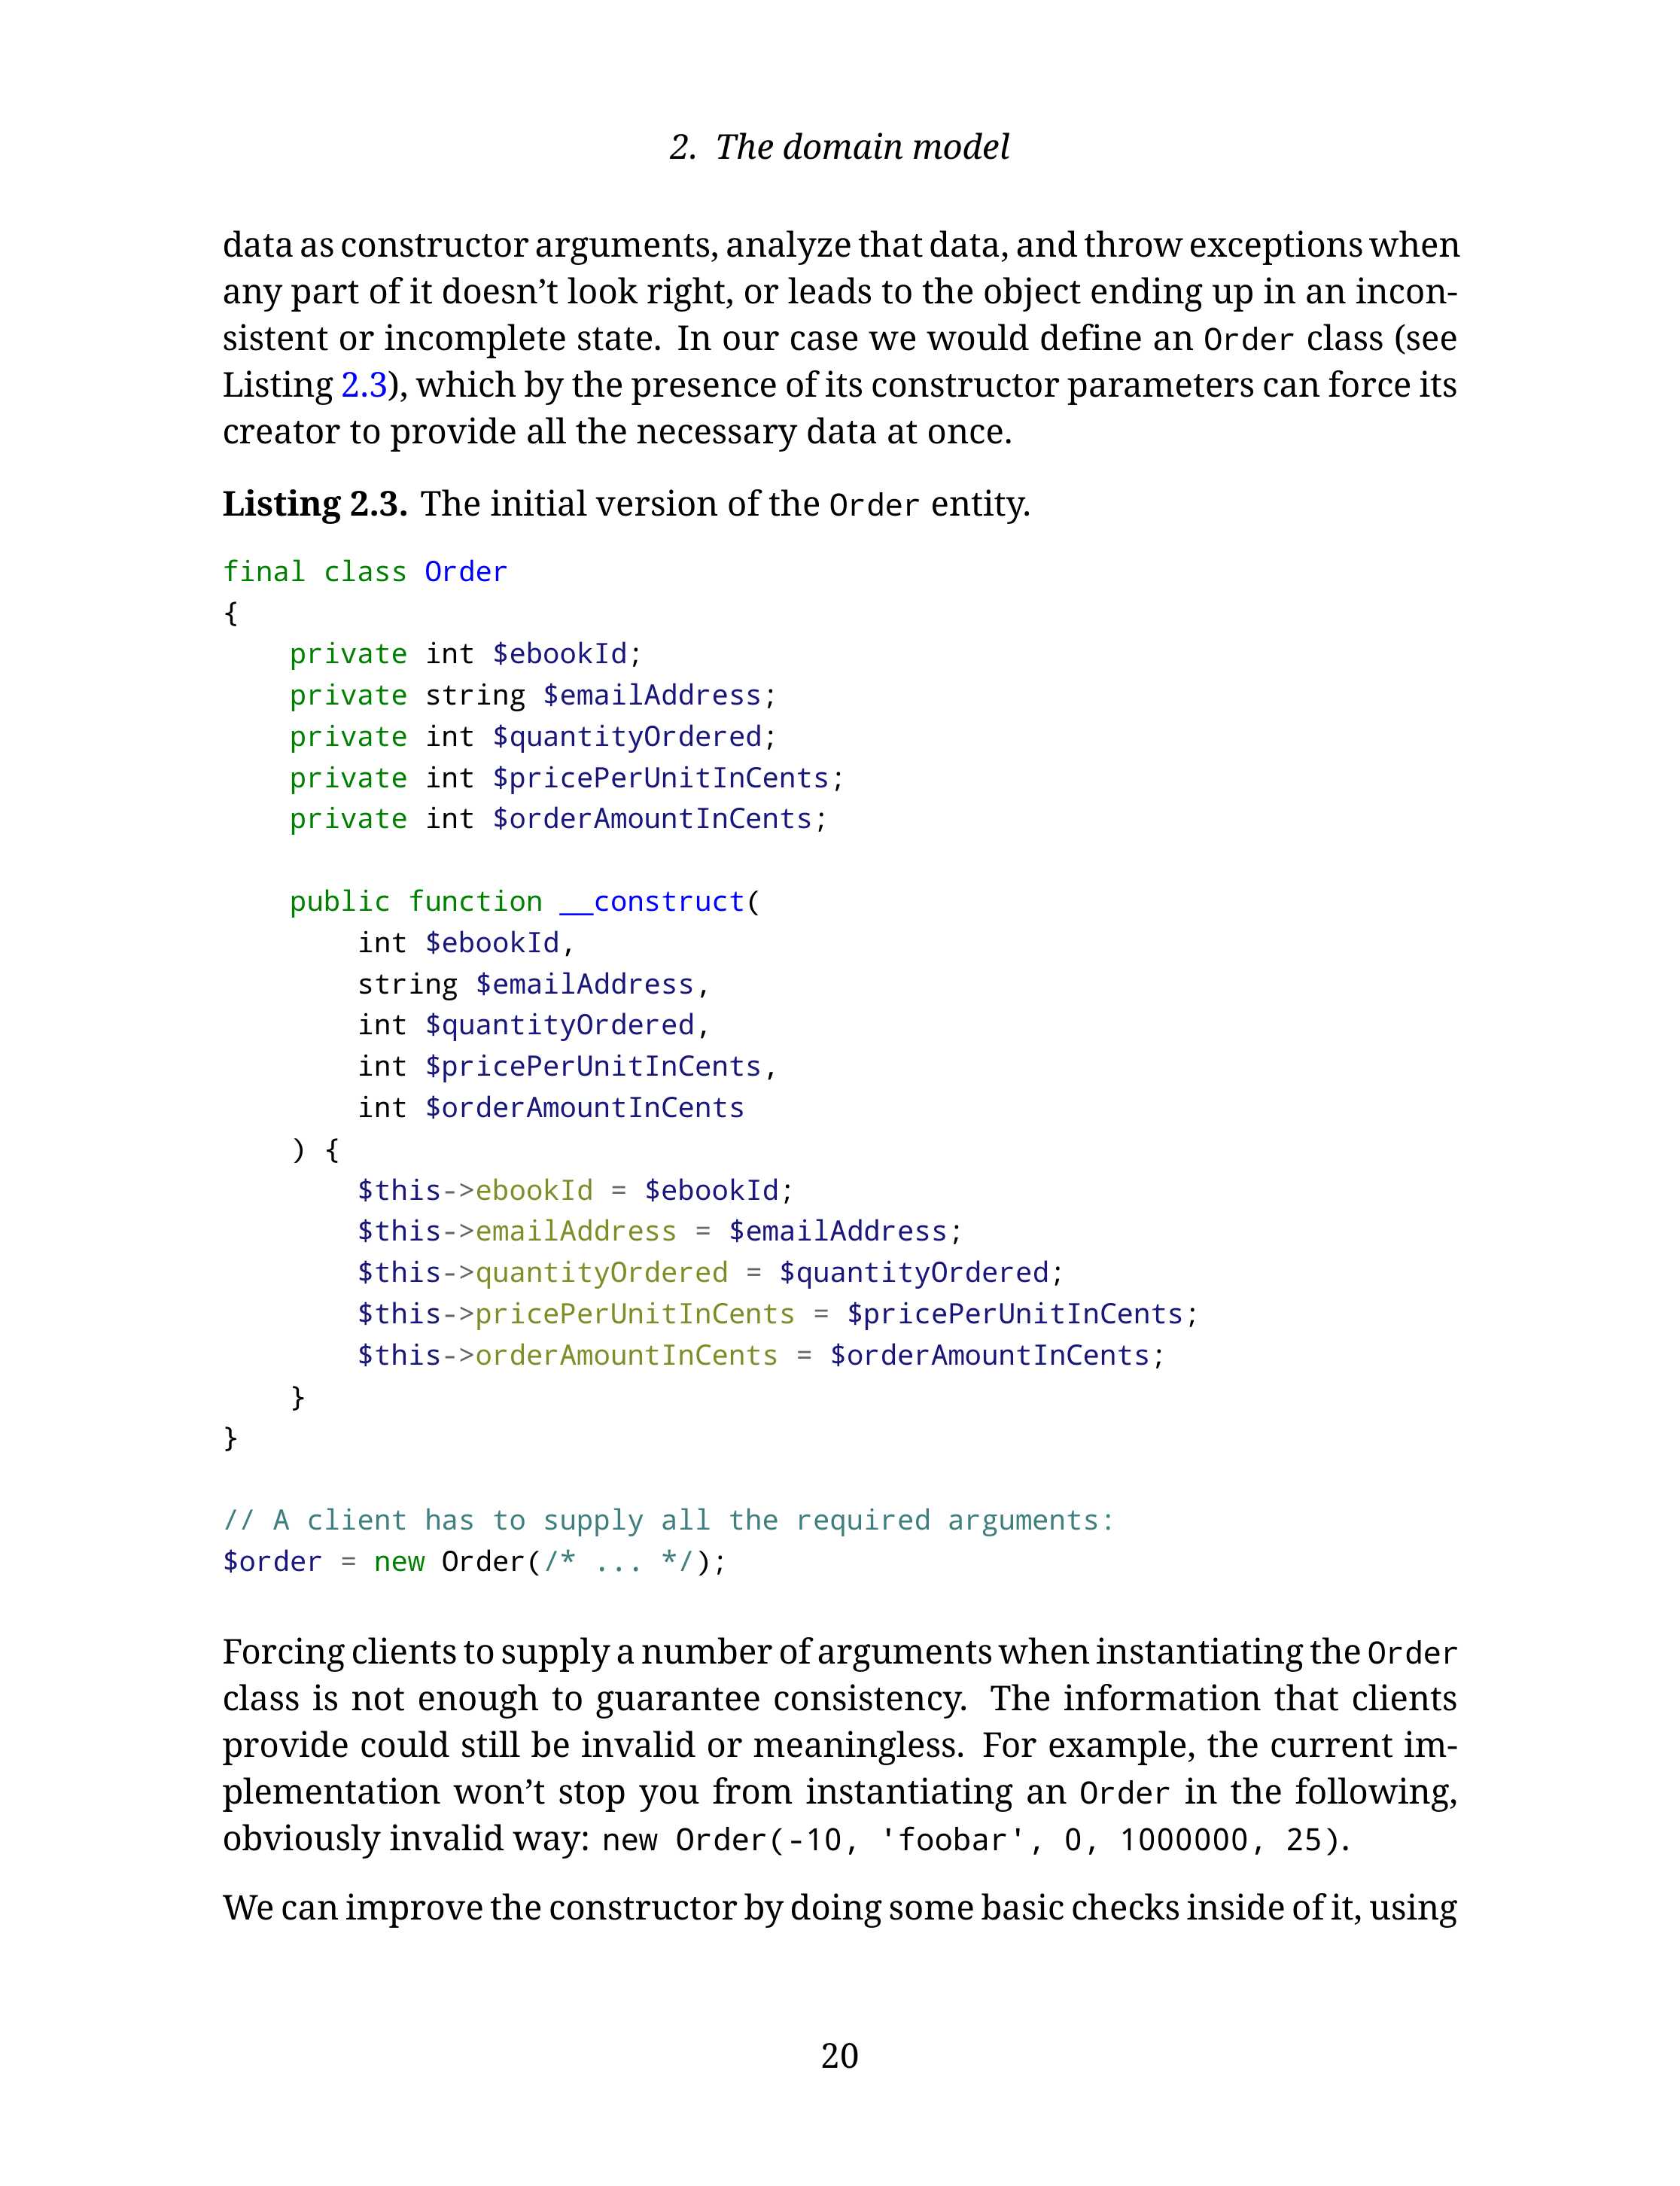 2. The domain model
data as constructor arguments, analyze that data, and throw exceptions when
any part of it doesn’t look right, or leads to the object ending up in an incon-
sistent or incomplete state. In our case we would define an Order class (see
Listing 2.3), which by the presence of its constructor parameters can force its
creator to provide all the necessary data at once.
Listing 2.3. The initial version of the Order entity.
final class Order
{
    private int $ebookId;
    private string $emailAddress;
    private int $quantityOrdered;
    private int $pricePerUnitInCents;
    private int $orderAmountInCents;

    public function __construct(
        int $ebookId,
        string $emailAddress,
        int $quantityOrdered,
        int $pricePerUnitInCents,
        int $orderAmountInCents
    ) {
        $this->ebookId = $ebookId;
        $this->emailAddress = $emailAddress;
        $this->quantityOrdered = $quantityOrdered;
        $this->pricePerUnitInCents = $pricePerUnitInCents;
        $this->orderAmountInCents = $orderAmountInCents;
    }
}

// A client has to supply all the required arguments:
$order = new Order(/* ... */);
Forcing clients to supply a number of arguments when instantiating the Order
class is not enough to guarantee consistency. The information that clients
provide could still be invalid or meaningless. For example, the current im-
plementation won’t stop you from instantiating an Order in the following,
obviously invalid way: new Order(-10, 'foobar', 0, 1000000, 25).
We can improve the constructor by doing some basic checks inside of it, using
20